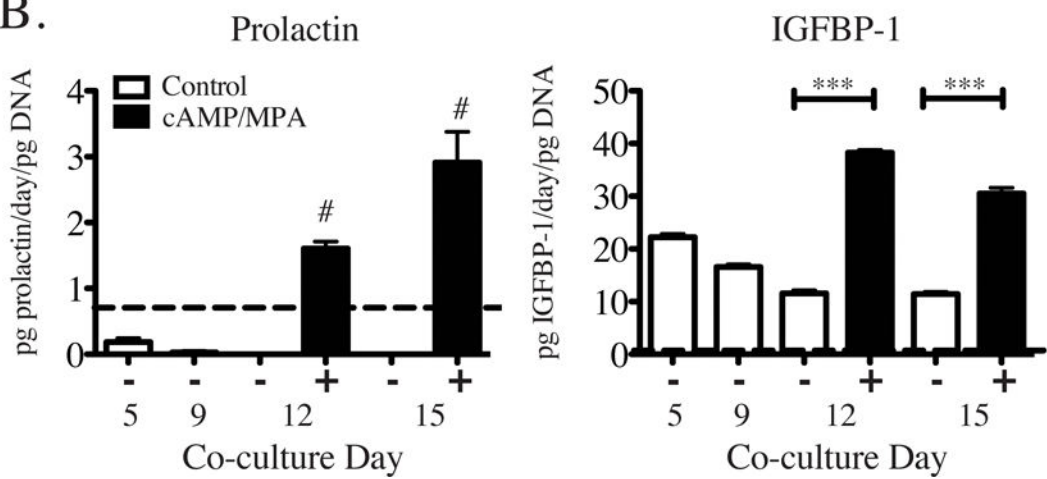 B.
Prolactin
pg prolactin/day/pg DNA
4
3
2
1
0
Control
cAMP/MPA
#
#
- - - + - +
5 9 12 15
Co-culture Day
IGFBP-1
pg IGFBP-1/day/pg DNA
50
40
30
20
10
0
*** ***
- - - + - +
5 9 12 15
Co-culture Day